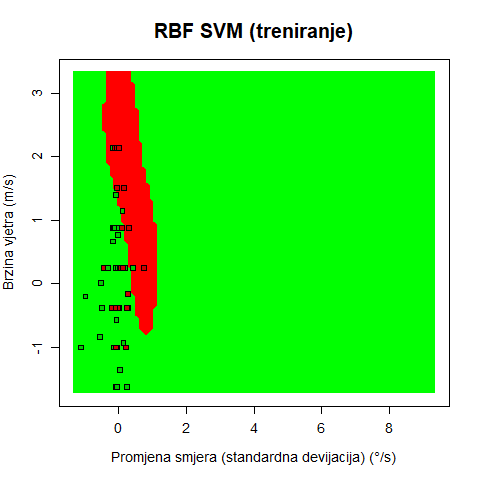 RBF SVM (treniranje)
Brzina vjetra (m/s)
3
2
1
0
-1
0 2 4 6 8
Promjena smjera (standardna devijacija) (°/s)